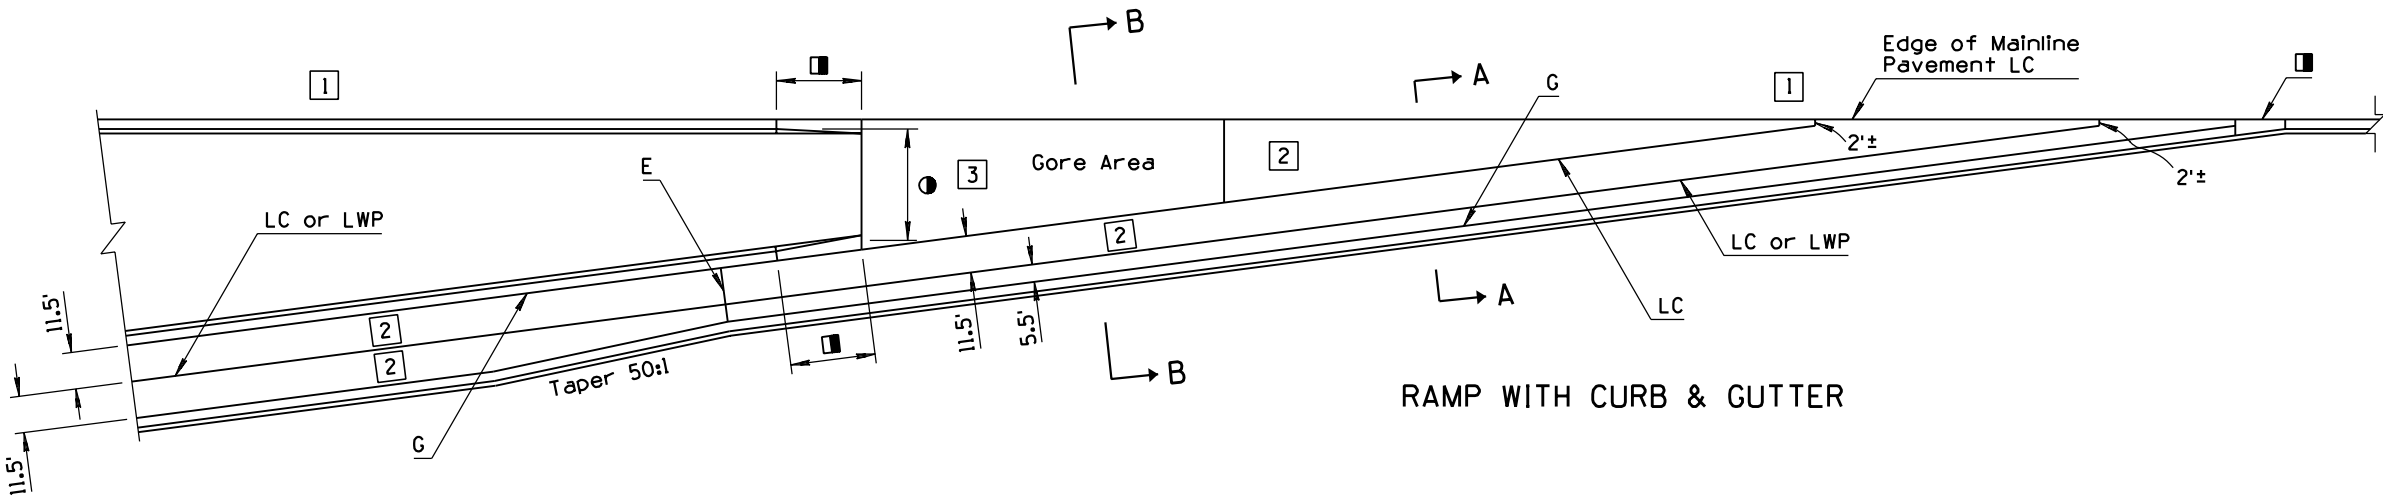 B
A
Edge of Mainline
Pavement LC
1
G
1
2'±
E
Gore Area
2
3
2'±
LC or LWP
2
LC or LWP
11.5'
2
2
A
LC
11.5'
5.5'
B
Taper 50:1
RAMP WITH CURB & GUTTER
G
11.5'